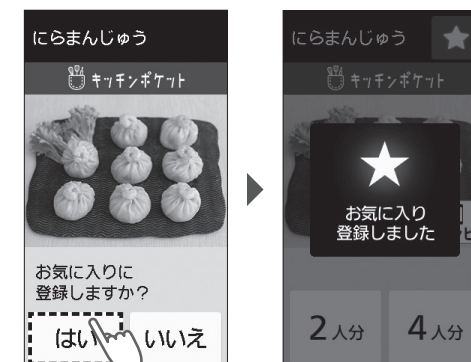 にらまんじゅう
キッチンポケット
お気に入りに
登録しますか？
はい
いいえ
にらまんじゅう
キッチンポケット
お気に入り
登録しました
2人分
4人分